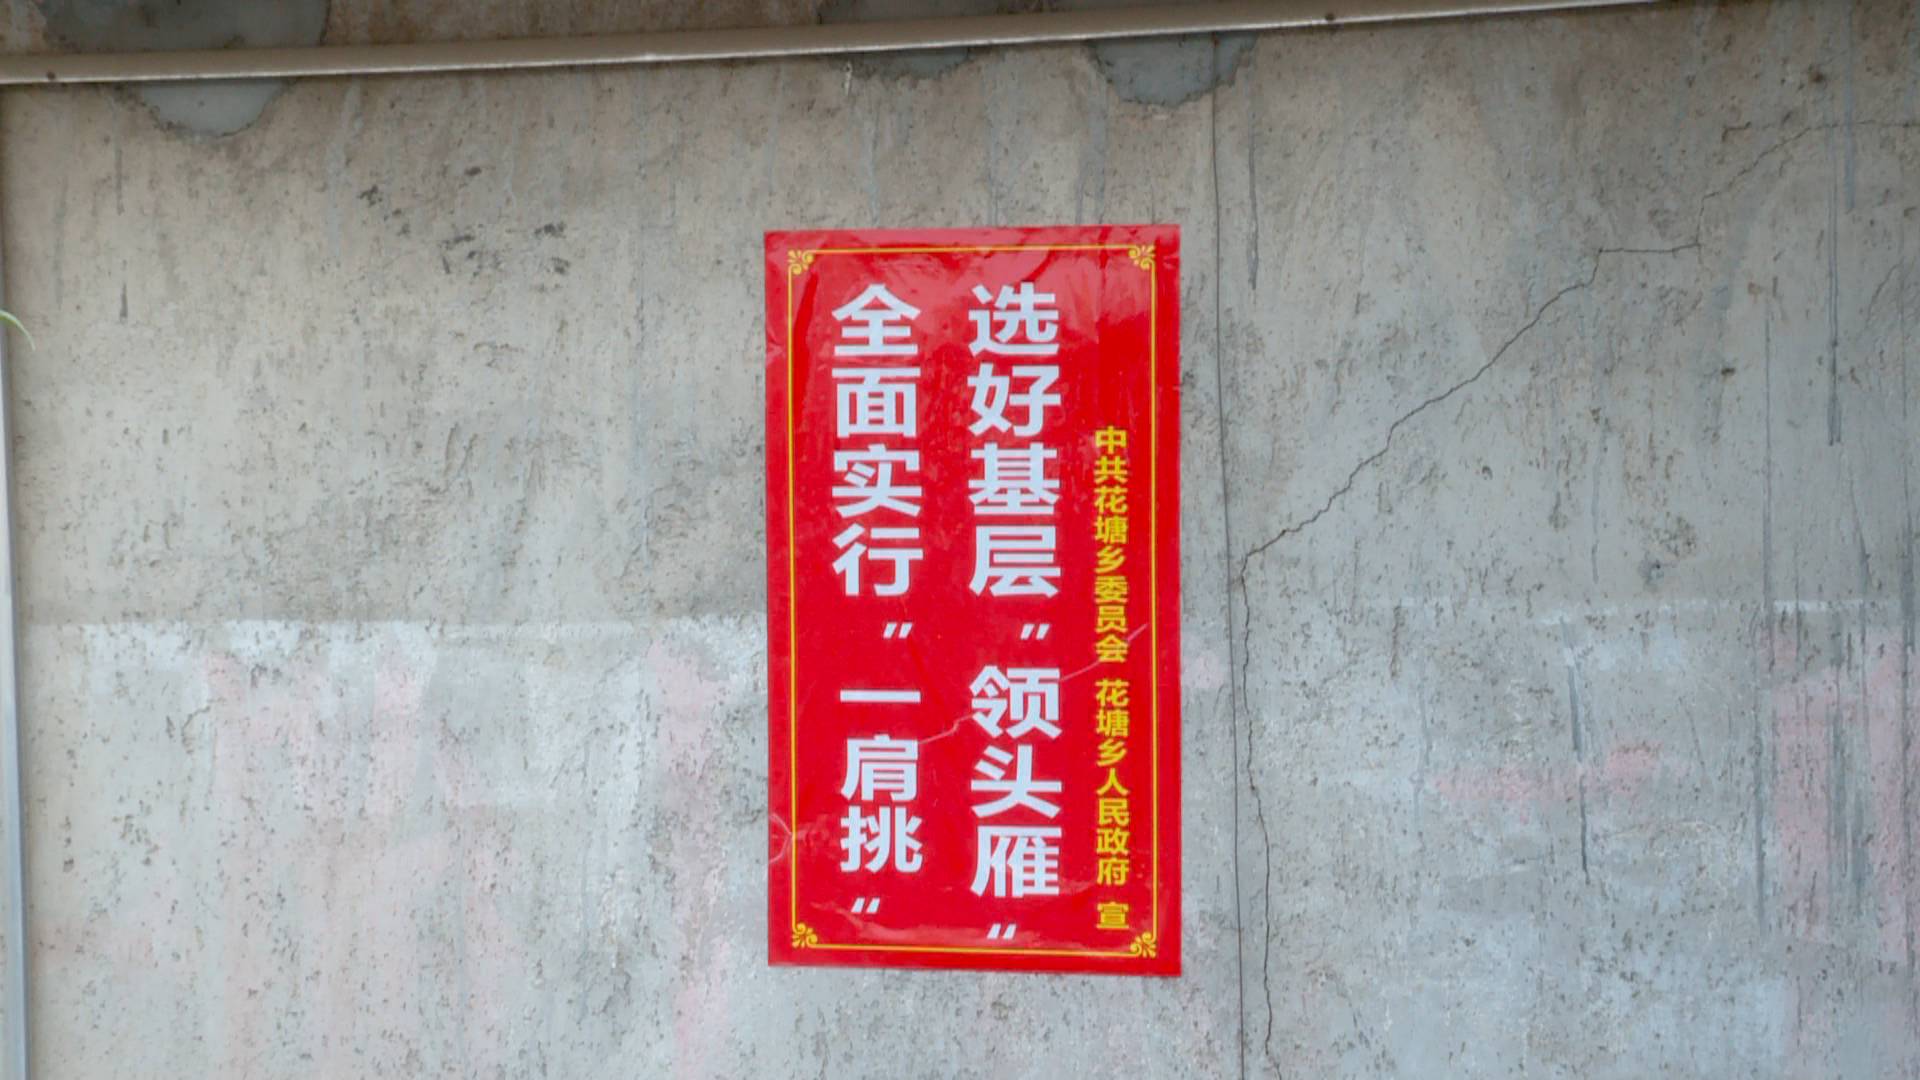 全面实行“一肩挑”
选好基层“领头雁”
中共花塘乡委员会 花塘乡人民政府 宣